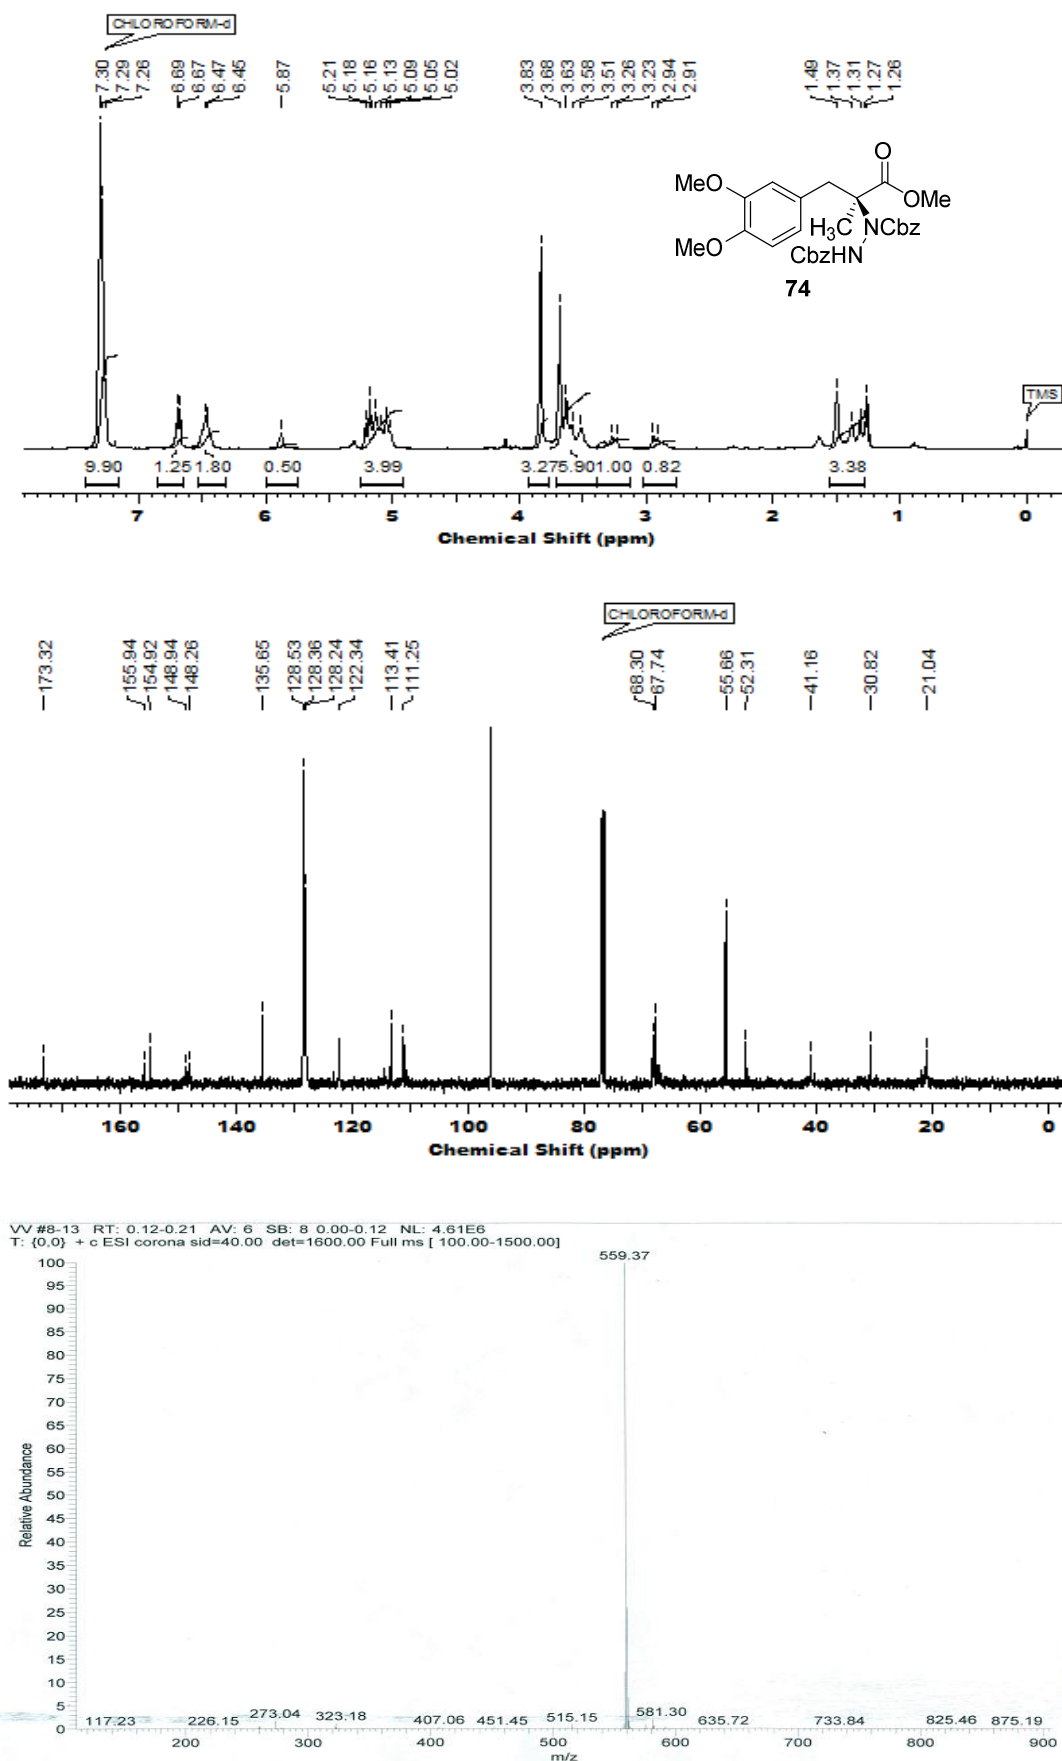 CHLOROFORM-d
7.30 7.29 7.26 6.69 6.67 6.47 6.45 5.87 5.21 5.18 5.16 5.13 5.09 5.05 5.02 3.83 3.68 3.63 3.58 3.51 3.26 3.23 2.94 2.91 1.49 1.37 1.31 1.27 1.26
O
MeO OMe
H3C NCbz
MeO
CbzHN
74
TMS
9.90 1.25 1.80 0.50 3.99 3.27 5.90 1.00 0.82 3.38
7 6 5 4 3 2 1 0
Chemical Shift (ppm)
CHLOROFORM-d
173.32 155.94 154.92 148.94 148.26 135.65 128.53 128.36 128.24 122.34 113.41 111.25 68.30 67.74 55.66 52.31 41.16 30.82 21.04
160 140 120 100 80 60 40 20 0
Chemical Shift (ppm)
VV #8-13 RT: 0.12-0.21 AV: 6 SB: 8 0.00-0.12 NL: 4.61E6
T: {0,0} + c ESI corona sid=40.00 det=1600.00 Full ms [ 100.00-1500.00]
559.37
100
95
90
85
80
75
70
65
60
55
50
45
40
35
30
25
20
15
10
5
0
Relative Abundance
117.23 226.15 273.04 323.18 407.06 451.45 515.15 581.30 635.72 733.84 825.46 875.19
200 300 400 500 600 700 800 900
m/z